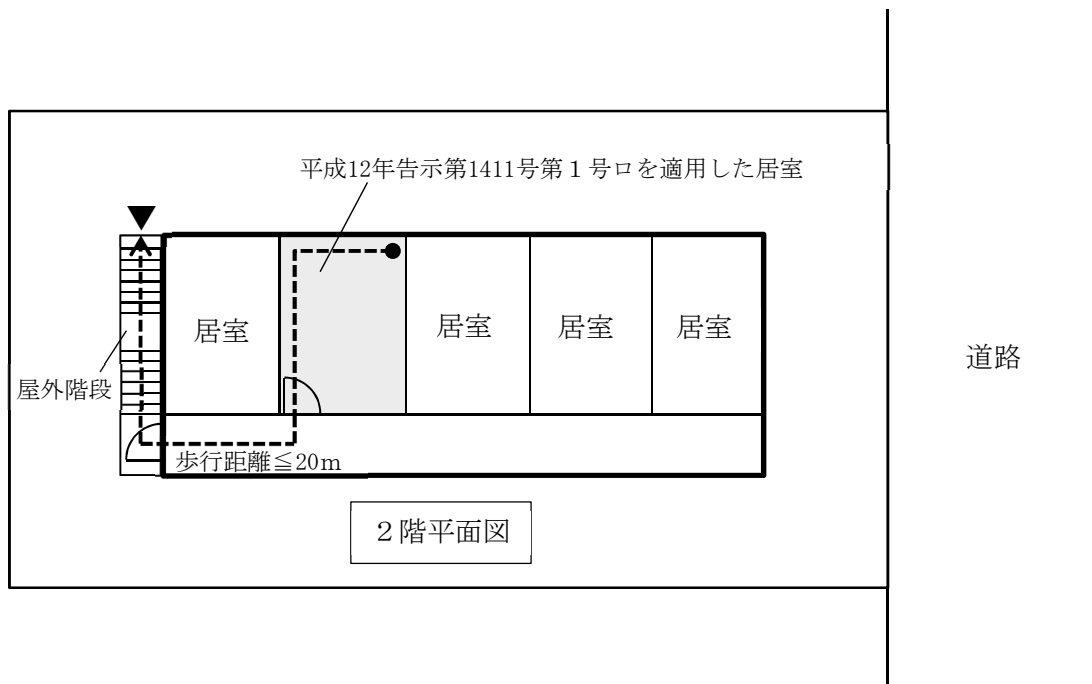 平成12年告示第1411号第１号ロを適用した居室
居室
居室
居室
居室
道路
屋外階段
歩行距離≦20m
２階平面図